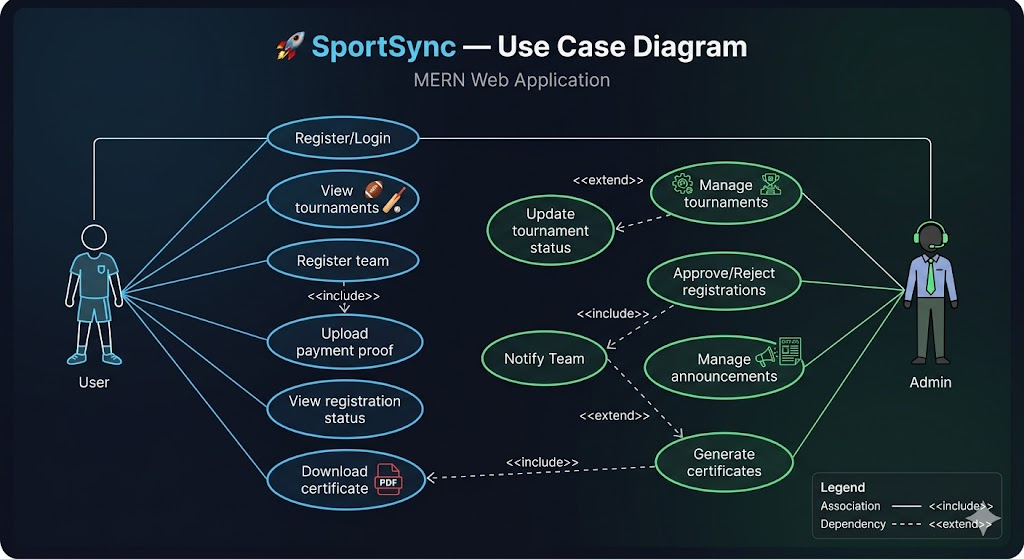 SportSync — Use Case Diagram
MERN Web Application
Register/Login
View
tournaments
Register team
<<include>>
Upload
payment proof
View registration
status
Download
certificate
PDF
User
<<extend>>
Manage
tournaments
Update
tournament
status
Approve/Reject
registrations
<<include>>
Notify Team
Manage
announcements
<<extend>>
Generate
certificates
<<include>>
Admin
Legend
Association <<include>>
Dependency <<extend>>